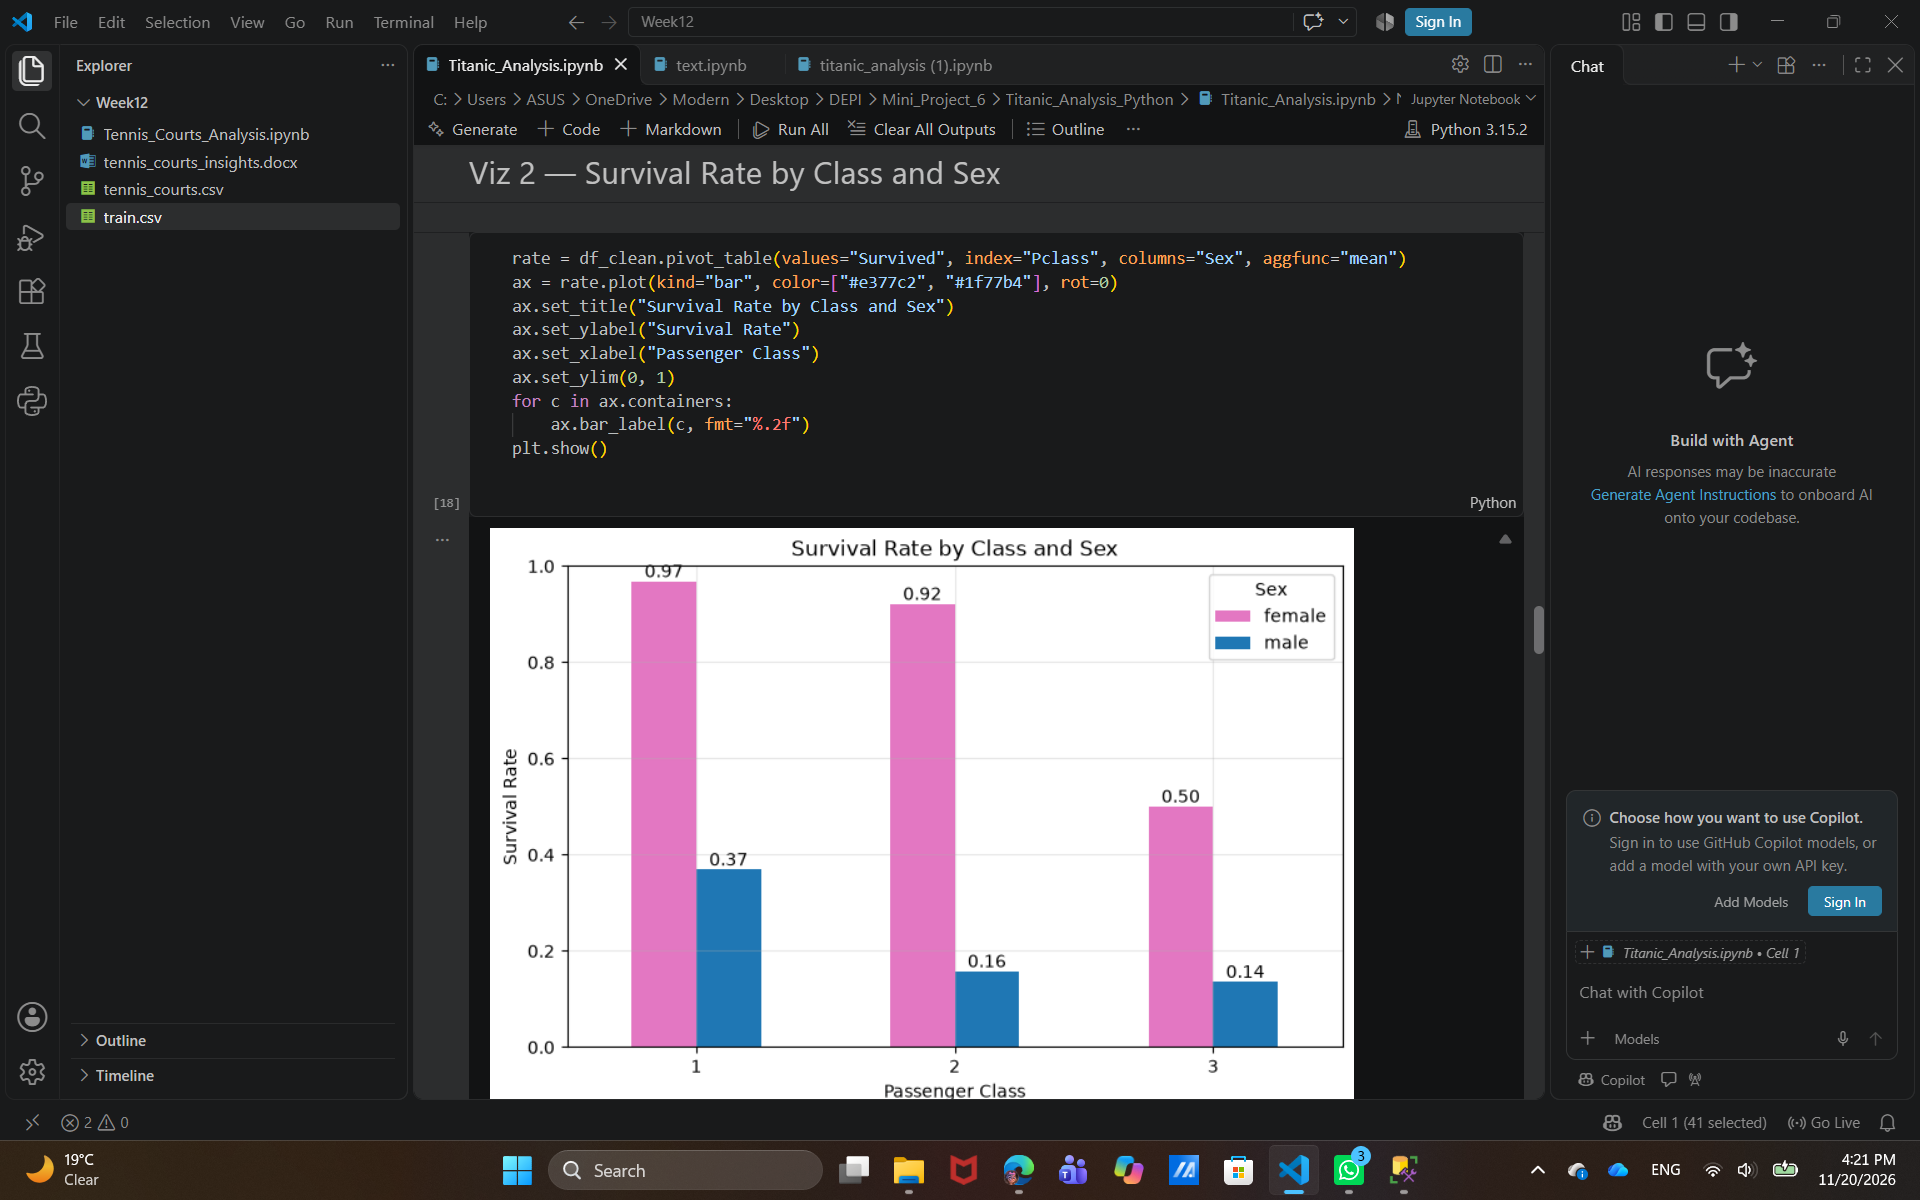 File Edit Selection View Go Run Terminal Help
Week12
Sign In
Explorer
Week12
Tennis_Courts_Analysis.ipynb
tennis_courts_insights.docx
tennis_courts.csv
train.csv
Outline
Timeline
Titanic_Analysis.ipynb
text.ipynb
titanic_analysis (1).ipynb
C: > Users > ASUS > OneDrive > Modern > Desktop > DEPI > Mini_Project_6 > Titanic_Analysis_Python > Titanic_Analysis.ipynb > Jupyter Notebook
Generate + Code + Markdown Run All Clear All Outputs Outline ...
Python 3.15.2
Viz 2 — Survival Rate by Class and Sex
rate = df_clean.pivot_table(values="Survived", index="Pclass", columns="Sex", aggfunc="mean")
ax = rate.plot(kind="bar", color=["#e377c2", "#1f77b4"], rot=0)
ax.set_title("Survival Rate by Class and Sex")
ax.set_ylabel("Survival Rate")
ax.set_xlabel("Passenger Class")
ax.set_ylim(0, 1)
for c in ax.containers:
    ax.bar_label(c, fmt="%.2f")
plt.show()
[18]
Python
Survival Rate by Class and Sex
1.0
0.8
0.6
0.4
0.2
0.0
Survival Rate
0.97
0.37
0.92
0.16
0.50
0.14
Sex
female
male
1 2 3
Passenger Class
Chat
Build with Agent
AI responses may be inaccurate
Generate Agent Instructions to onboard AI
onto your codebase.
Choose how you want to use Copilot.
Sign in to use GitHub Copilot models, or
add a model with your own API key.
Add Models
Sign In
Titanic_Analysis.ipynb • Cell 1
Chat with Copilot
Models
Copilot
2 0
Cell 1 (41 selected)
Go Live
19°C
Clear
Search
3
ENG
4:21 PM
11/20/2026